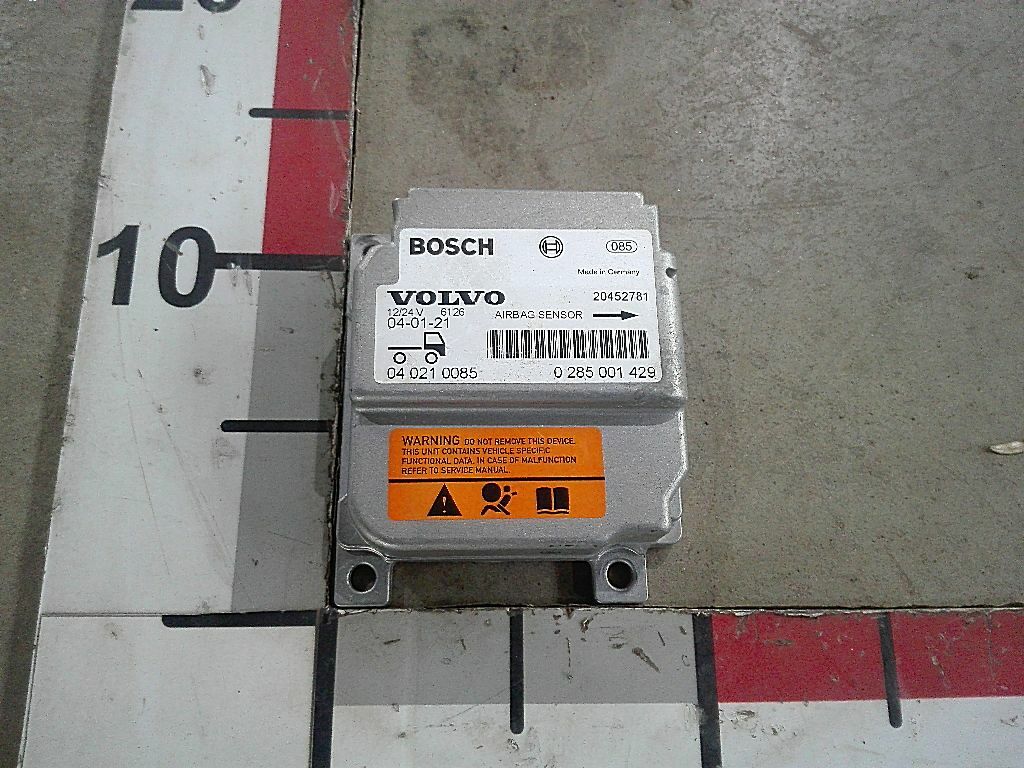 10
BOSCH 085
Made in Germany
VOLVO 20452781
12/24 V 6126 AIRBAG SENSOR
04-01-21
04 021 0085 0 285 001 429
WARNING DO NOT REMOVE THIS DEVICE.
THIS UNIT CONTAINS VEHICLE SPECIFIC
FUNCTIONAL DATA. IN CASE OF MALFUNCTION
REFER TO SERVICE MANUAL.